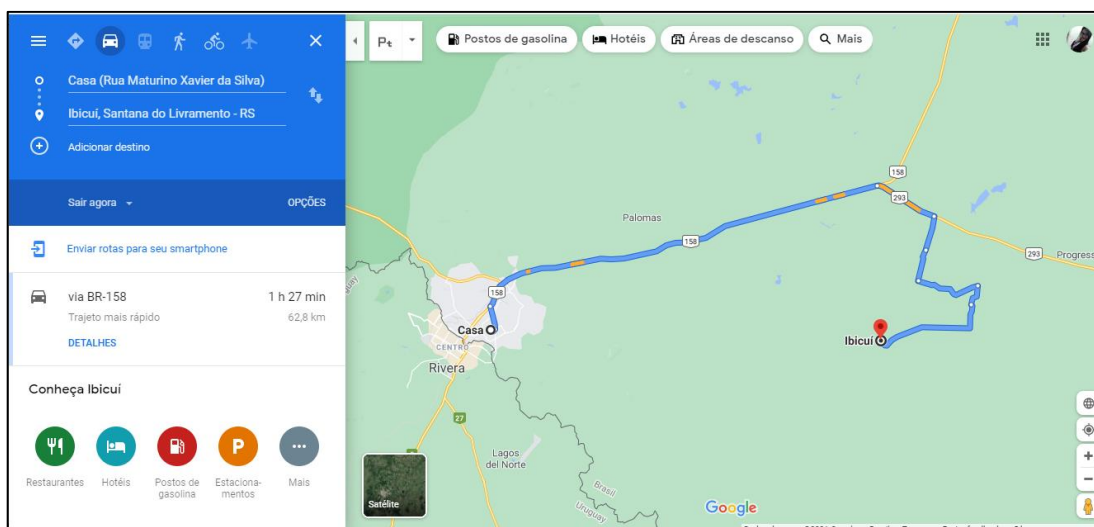 Casa (Rua Maturino Xavier da Silva)
Ibicuí, Santana do Livramento - RS
Adicionar destino
Sair agora
OPÇÕES
Enviar rotas para seu smartphone
via BR-158
1 h 27 min
Trajeto mais rápido
62,8 km
DETALHES
Conheça Ibicuí
Restaurantes
Hotéis
Postos de
gasolina
Estaciona-
mentos
Mais
P
Pt
Postos de gasolina
Hotéis
Áreas de descanso
Mais
158
293
Palomas
158
293
Progress
158
Casa
Ibicuí
CENTRO
Rivera
27
Lagos
del Norte
Brasil
Uruguay
Satélite
Google